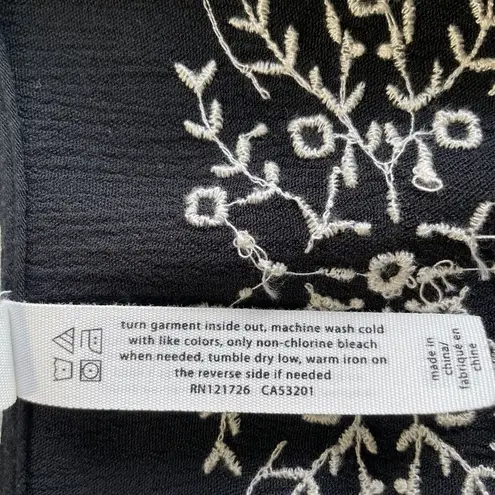 turn garment inside out, machine wash cold
with like colors, only non-chlorine bleach
when needed, tumble dry low, warm iron on
the reverse side if needed
RN121726 CA53201
made in
china/
fabriqué en
chine